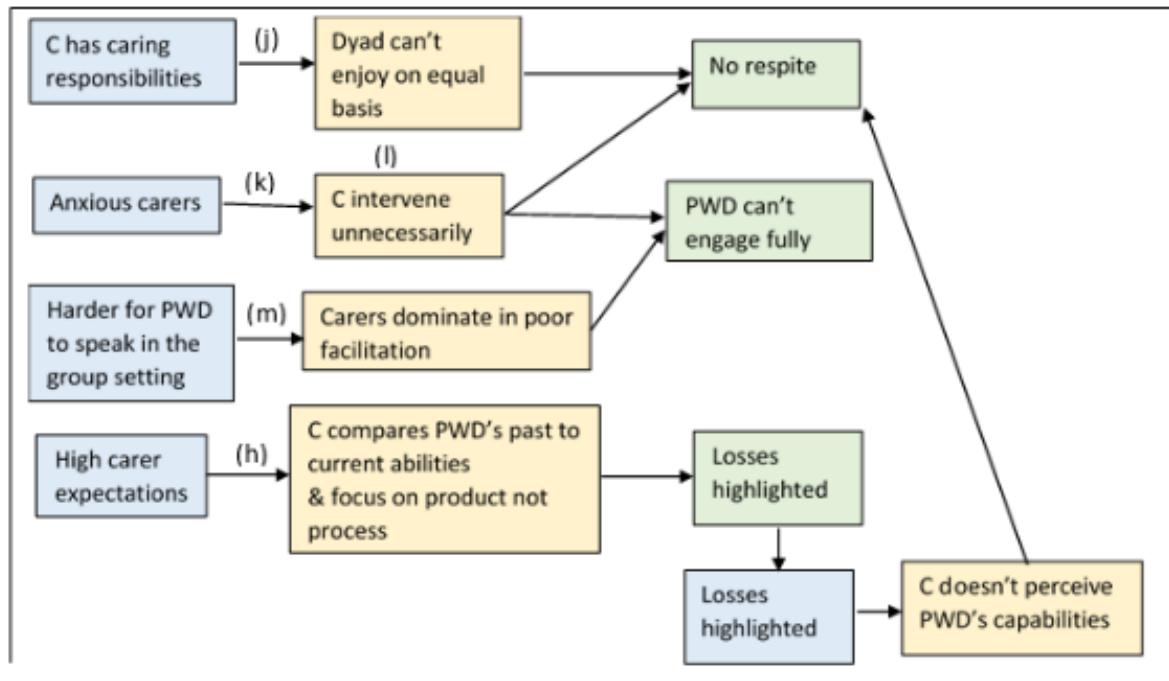 C has caring
responsibilities
(j)
Dyad can't
enjoy on equal
basis
No respite
Anxious carers
(k)
(l)
C intervene
unnecessarily
PWD can't
engage fully
Harder for PWD
to speak in the
group setting
(m)
Carers dominate in poor
facilitation
High carer
expectations
(h)
C compares PWD's past to
current abilities
& focus on product not
process
Losses
highlighted
Losses
highlighted
C doesn't perceive
PWD's capabilities